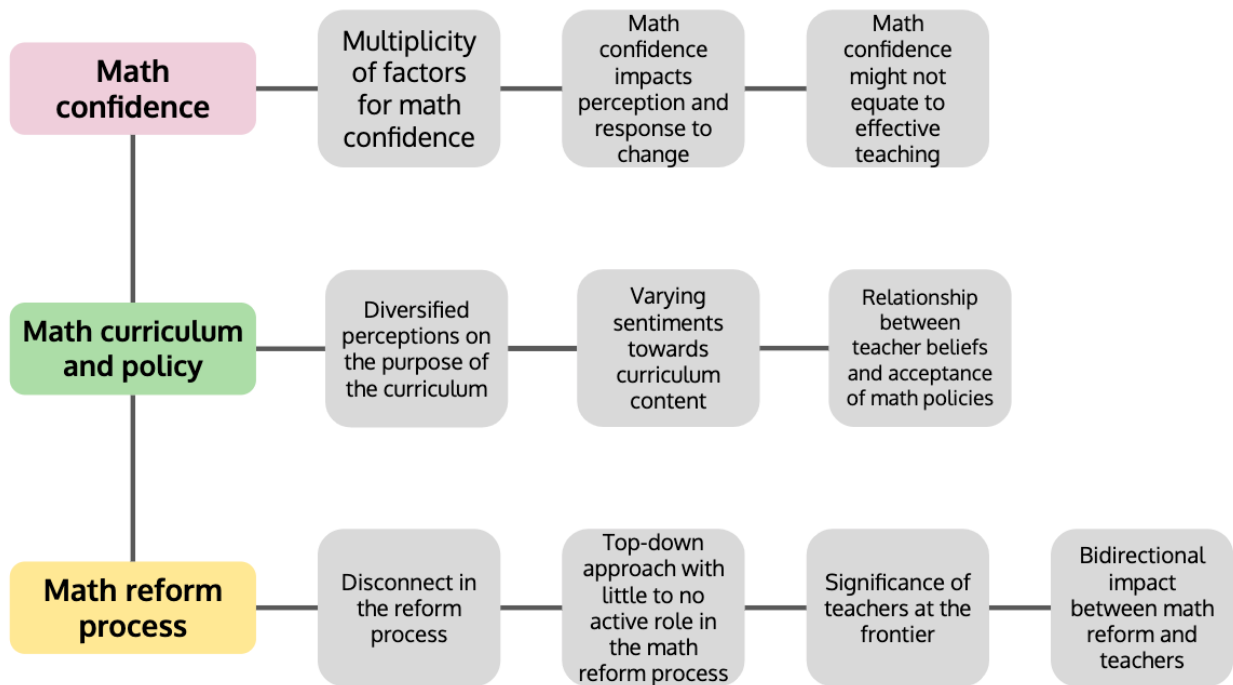 Math
confidence
Multiplicity
of factors
for math
confidence
Math
confidence
impacts
perception and
response to
change
Math
confidence
might not
equate to
effective
teaching
Math curriculum
and policy
Diversified
perceptions on
the purpose of
the curriculum
Varying
sentiments
towards
curriculum
content
Relationship
between
teacher beliefs
and acceptance
of math policies
Math reform
process
Disconnect in
the reform
process
Top-down
approach with
little to no
active role in
the math
reform process
Significance of
teachers at the
frontier
Bidirectional
impact
between math
reform and
teachers